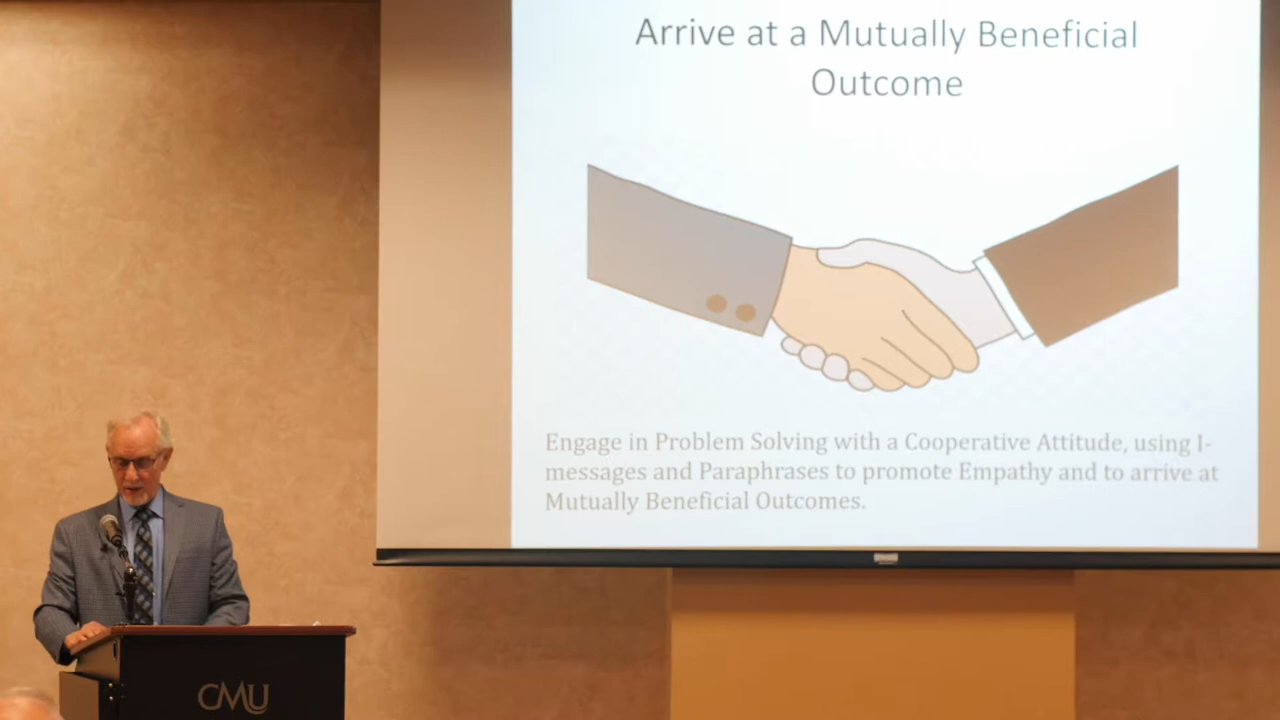 Arrive at a Mutually Beneficial
Outcome
Engage in Problem Solving with a Cooperative Attitude, using I-
messages and Paraphrases to promote Empathy and to arrive at
Mutually Beneficial Outcomes.
CMU